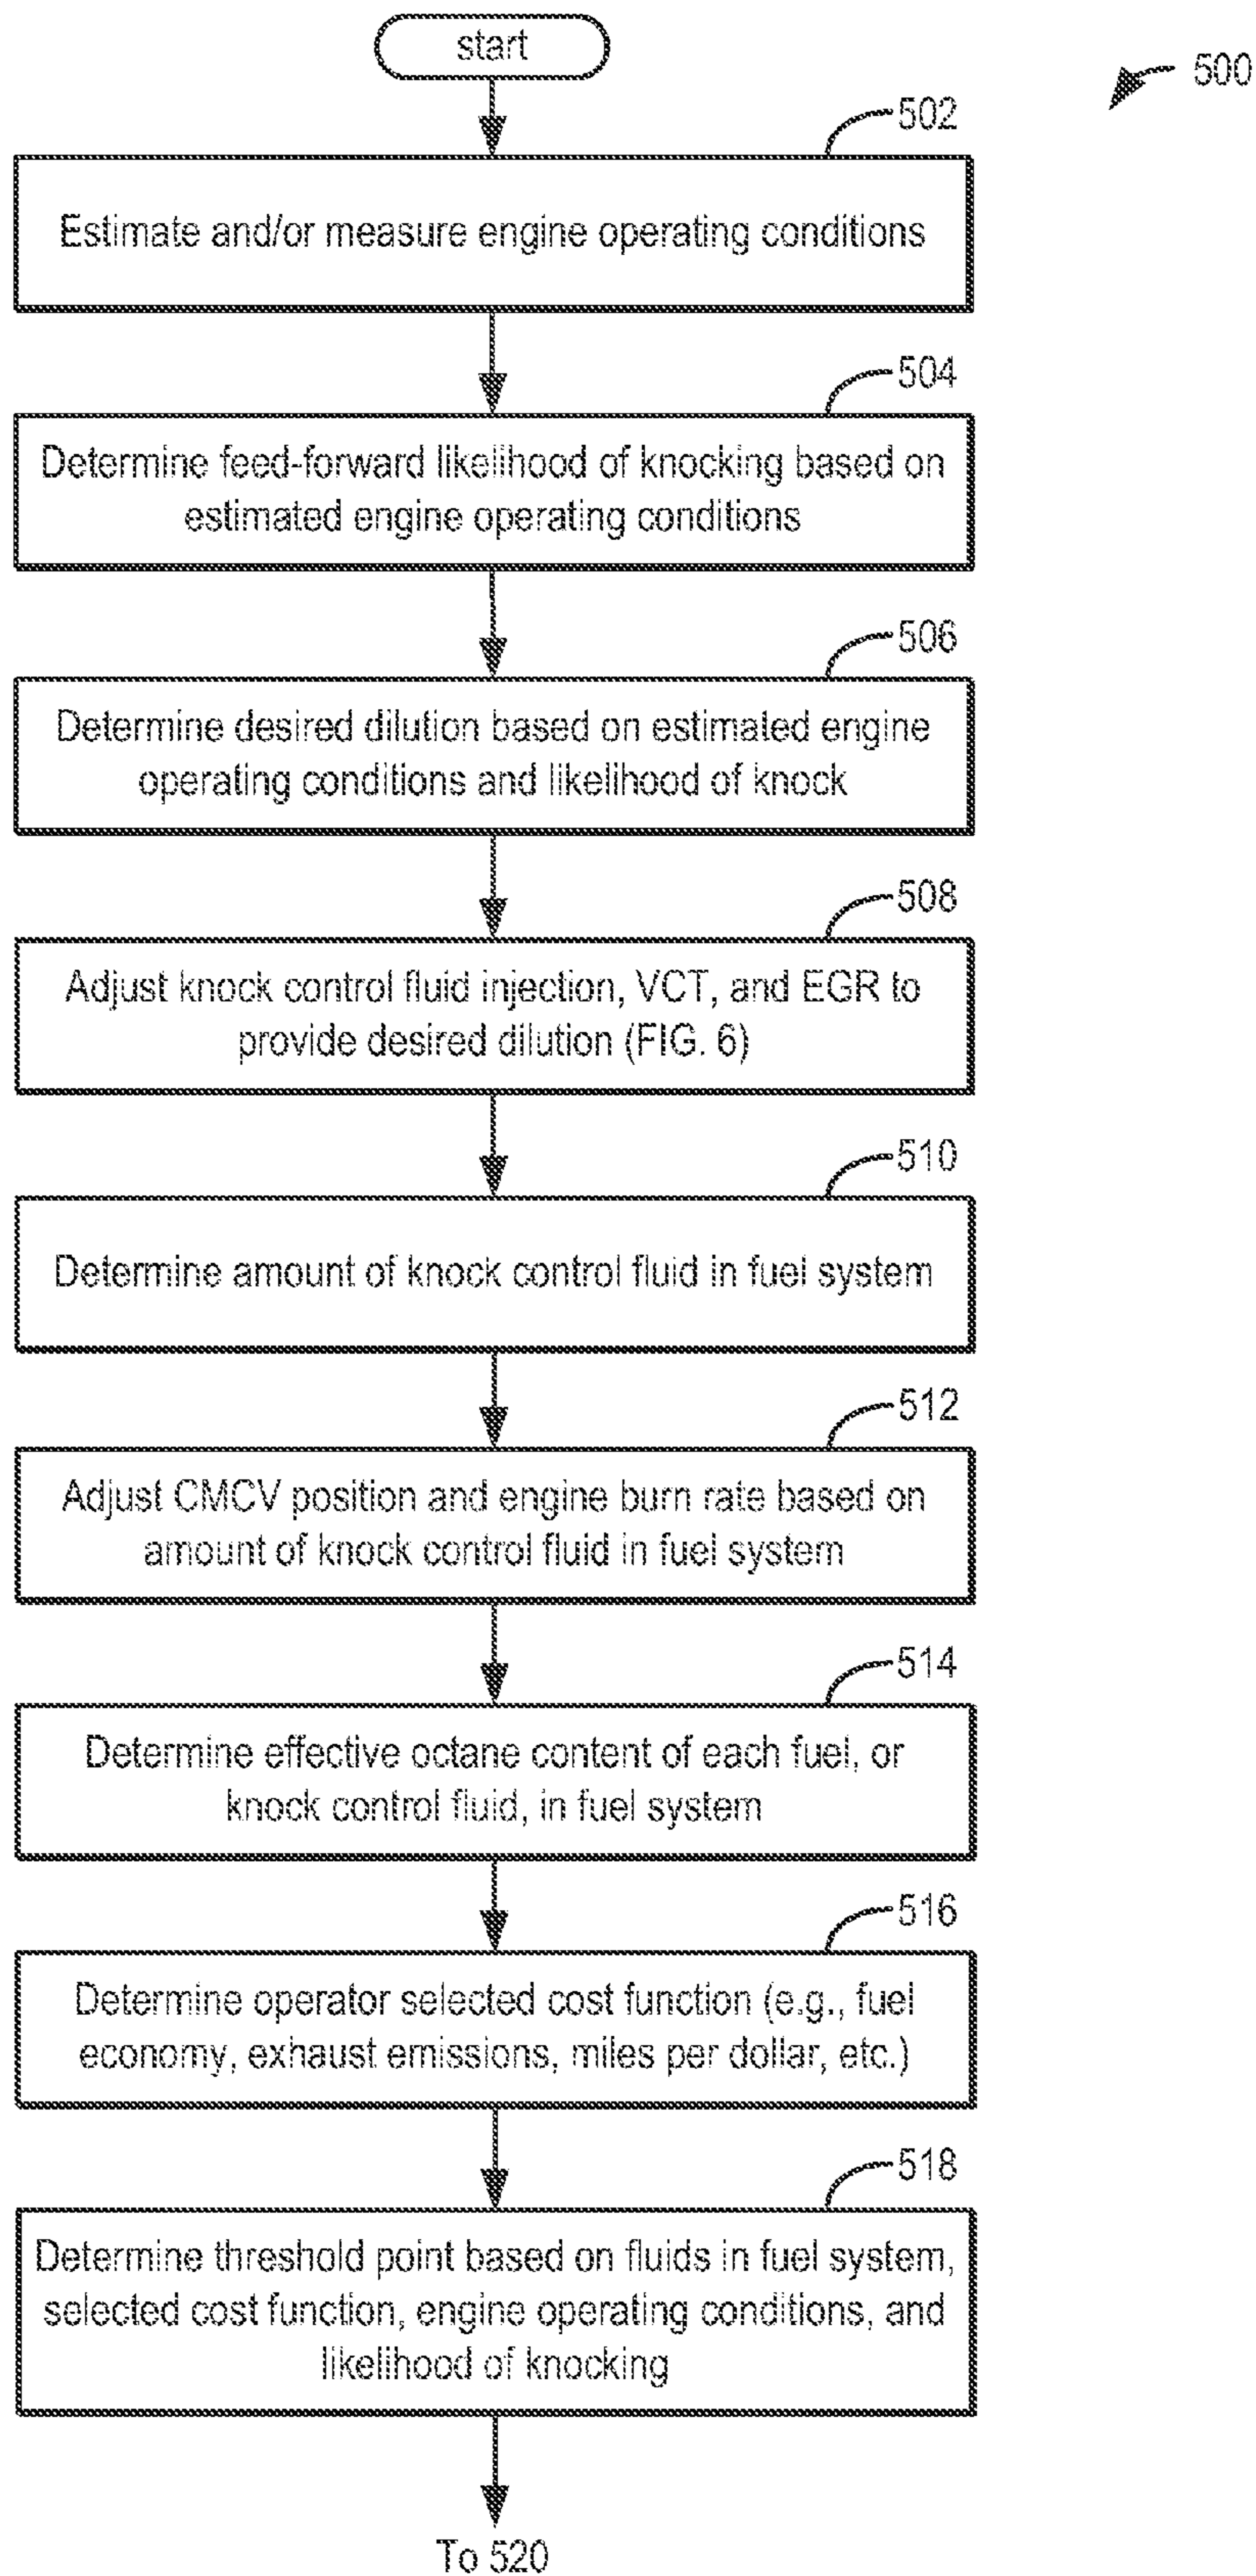 start
500
502
Estimate and/or measure engine operating conditions
504
Determine feed-forward likelihood of knocking based on
estimated engine operating conditions
506
Determine desired dilution based on estimated engine
operating conditions and likelihood of knock
508
Adjust knock control fluid injection, VCT, and EGR to
provide desired dilution (FIG. 6)
510
Determine amount of knock control fluid in fuel system
512
Adjust CMCV position and engine burn rate based on
amount of knock control fluid in fuel system
514
Determine effective octane content of each fuel, or
knock control fluid, in fuel system
516
Determine operator selected cost function (e.g., fuel
economy, exhaust emissions, miles per dollar, etc.)
518
Determine threshold point based on fluids in fuel system,
selected cost function, engine operating conditions, and
likelihood of knocking
To 520